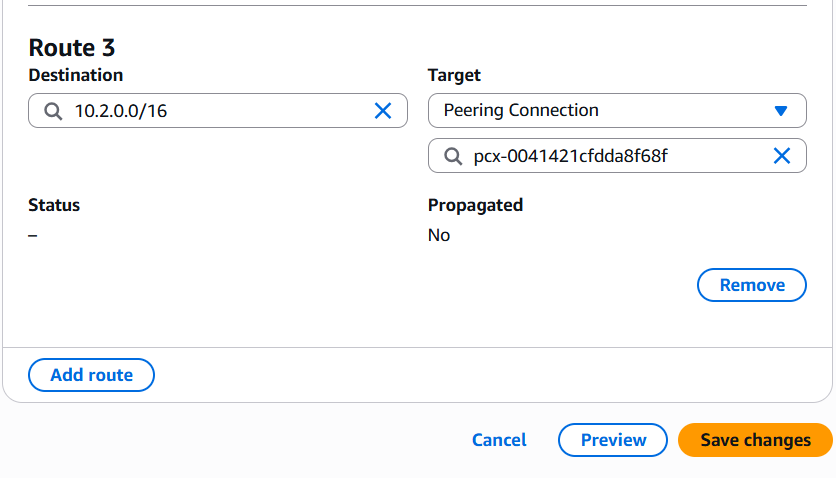 Route 3
Destination
Target
10.2.0.0/16
Peering Connection
pcx-0041421cfdda8f68f
Status
Propagated
–
No
Remove
Add route
Cancel
Preview
Save changes